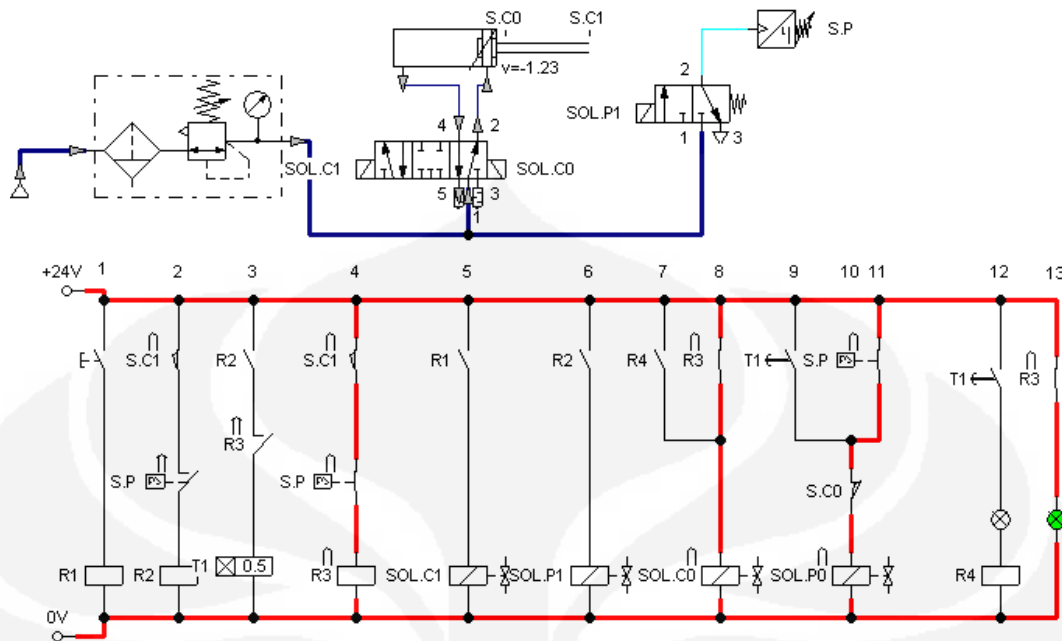 S.C0 S.C1
S.P
v=-1.23
2
SOL.P1
4 2
1 3
SOL.C1 SOL.C0
5 3
1
+24V 1 2 3 4 5 6 7 8 9 10 11 12 13
S.C1 R2 S.C1 R1 R2 R4 R3 T1 S.P T1 R3
R3
S.P S.P S.C0
R1 R2 T1 0.5 R3 SOL.C1 SOL.P1 SOL.C0 SOL.P0 R4
0V